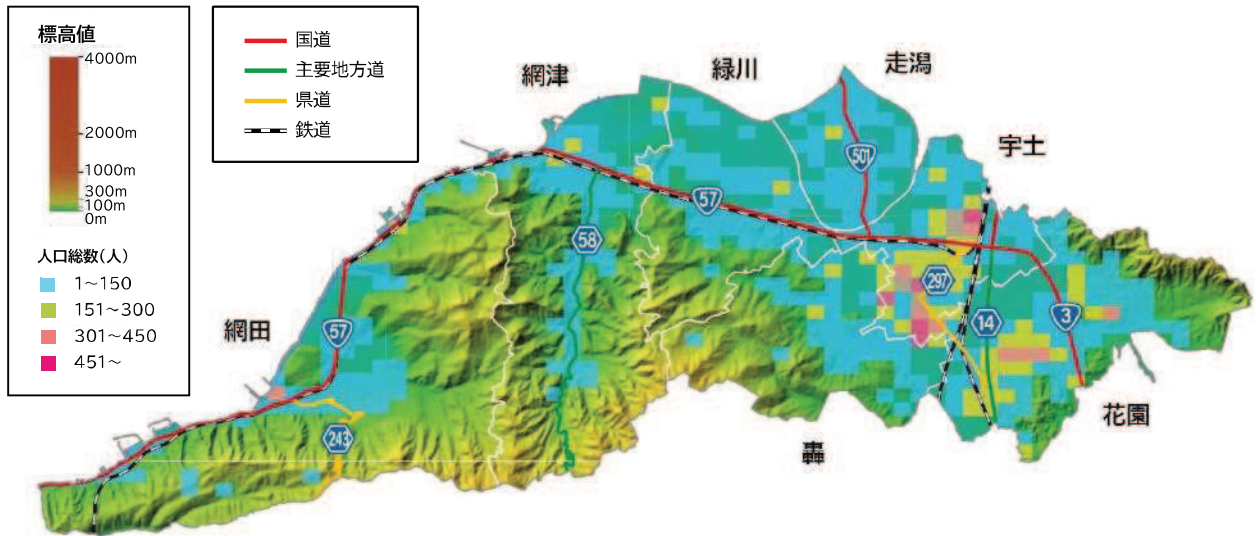 標高値
4000m
2000m
1000m
300m
100m
0m
人口総数(人)
1～150
151～300
301～450
451～
国道
主要地方道
県道
鉄道
網津
緑川
走潟
宇土
網田
轟
花園
501
57
58
297
57
14
3
243